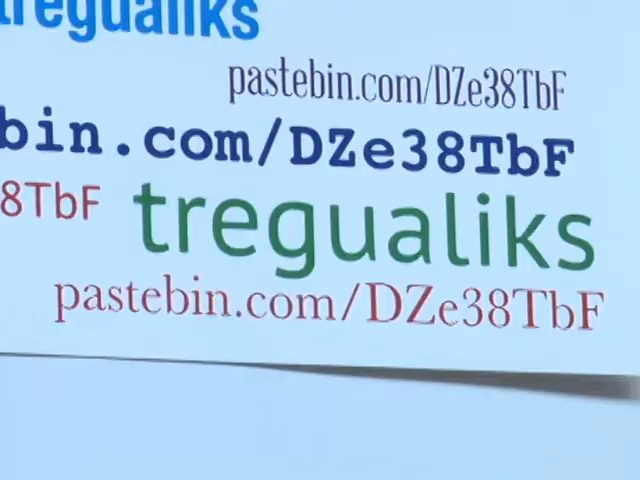 tregualiks
pastebin.com/DZe38TbF
bin.com/DZe38TbF
8TbF tregualiks
pastebin.com/DZe38TbF